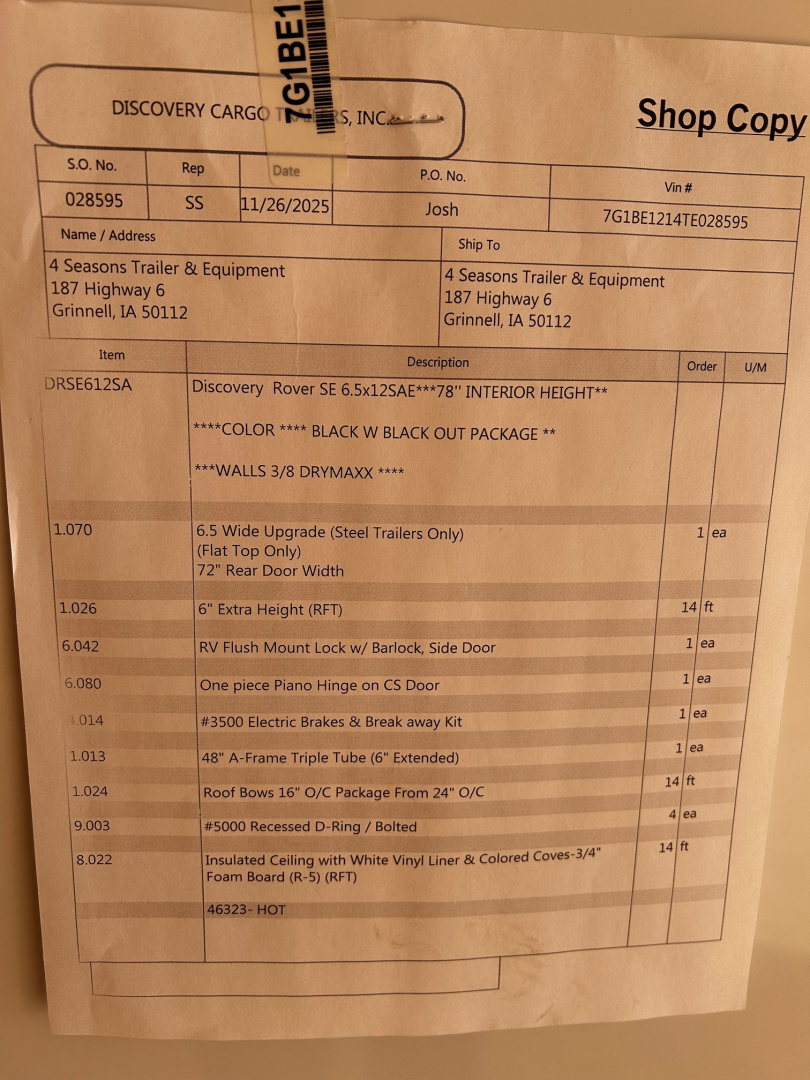 7G1BE1
DISCOVERY CARGO TRAILERS, INC.
Shop Copy
S.O. No. Rep Date P.O. No. Vin #
028595 SS 11/26/2025 Josh 7G1BE1214TE028595
Name / Address Ship To
4 Seasons Trailer & Equipment
187 Highway 6
Grinnell, IA 50112
4 Seasons Trailer & Equipment
187 Highway 6
Grinnell, IA 50112
Item Description Order U/M
DRSE612SA Discovery Rover SE 6.5x12SAE***78" INTERIOR HEIGHT**
****COLOR **** BLACK W BLACK OUT PACKAGE **
***WALLS 3/8 DRYMAXX ****
1.070 6.5 Wide Upgrade (Steel Trailers Only) 1 ea
(Flat Top Only)
72" Rear Door Width
1.026 6" Extra Height (RFT) 14 ft
6.042 RV Flush Mount Lock w/ Barlock, Side Door 1 ea
6.080 One piece Piano Hinge on CS Door 1 ea
.014 #3500 Electric Brakes & Break away Kit 1 ea
1.013 48" A-Frame Triple Tube (6" Extended) 1 ea
1.024 Roof Bows 16" O/C Package From 24" O/C 14 ft
9.003 #5000 Recessed D-Ring / Bolted 4 ea
8.022 Insulated Ceiling with White Vinyl Liner & Colored Coves-3/4" 14 ft
Foam Board (R-5) (RFT)
46323- HOT